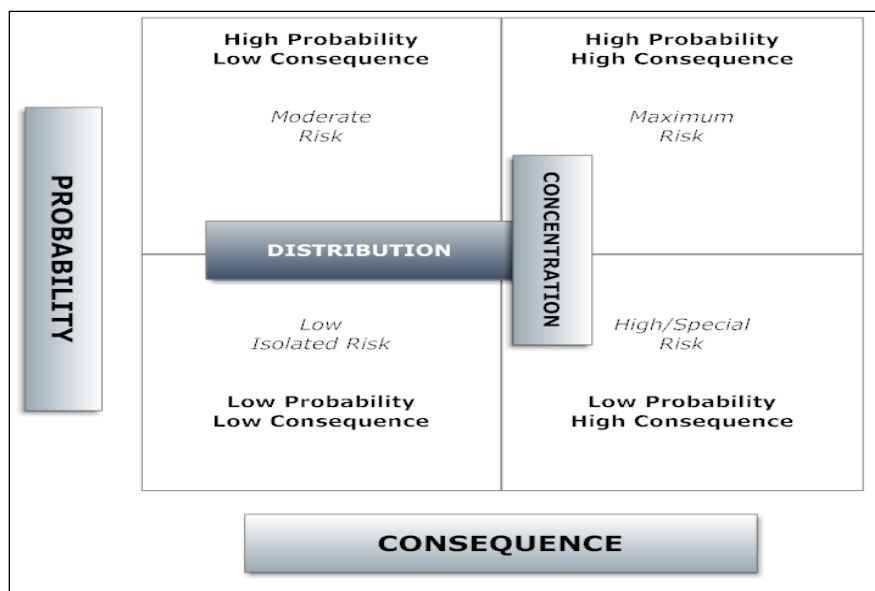 High Probability
Low Consequence
High Probability
High Consequence
Moderate
Risk
Maximum
Risk
PROBABILITY
CONCENTRATION
DISTRIBUTION
Low
Isolated Risk
High/Special
Risk
Low Probability
Low Consequence
Low Probability
High Consequence
CONSEQUENCE